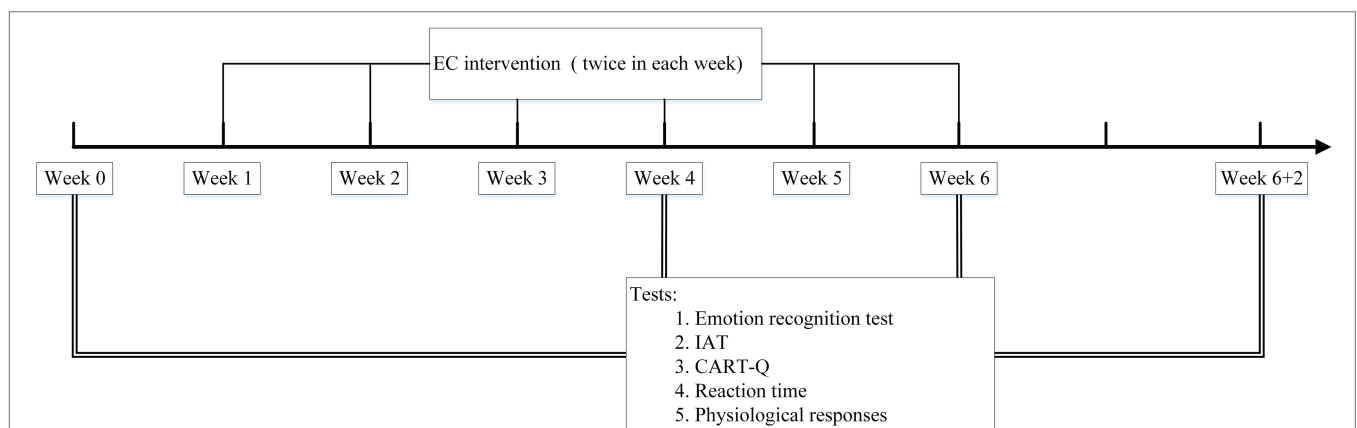 EC intervention ( twice in each week)
Week 0
Week 1
Week 2
Week 3
Week 4
Week 5
Week 6
Week 6+2
Tests:
1. Emotion recognition test
2. IAT
3. CART-Q
4. Reaction time
5. Physiological responses